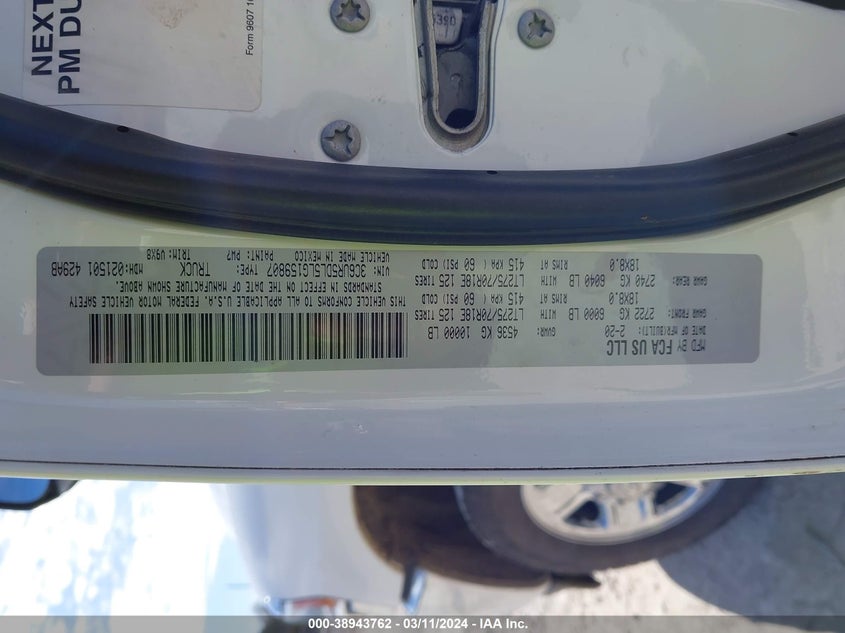 NEXT
PM DU
Form 9607 10
5390
MFD BY FCA US LLC
DATE OF MFR(BUILT): 2-20
GVWR: 4536 KG 10000 LB
GAWR FRONT: 2722 KG 6000 LB WITH LT275/70R18E 125 TIRES
18X8.0 RIMS AT 415 KPA (60 PSI) COLD
GAWR REAR: 2740 KG 6040 LB WITH LT275/70R18E 125 TIRES
18X8.0 RIMS AT 415 KPA (60 PSI) COLD
THIS VEHICLE CONFORMS TO ALL APPLICABLE U.S.A. FEDERAL MOTOR VEHICLE SAFETY
STANDARDS IN EFFECT ON THE DATE OF MANUFACTURE SHOWN ABOVE.
VIN: 3C6UR5DL5LG159807 TYPE: TRUCK MDH: 021501 429AB
VEHICLE MADE IN MEXICO PAINT: PW7 TRIM: V9X8
000-38943762 — 03/11/2024 — IAA Inc.